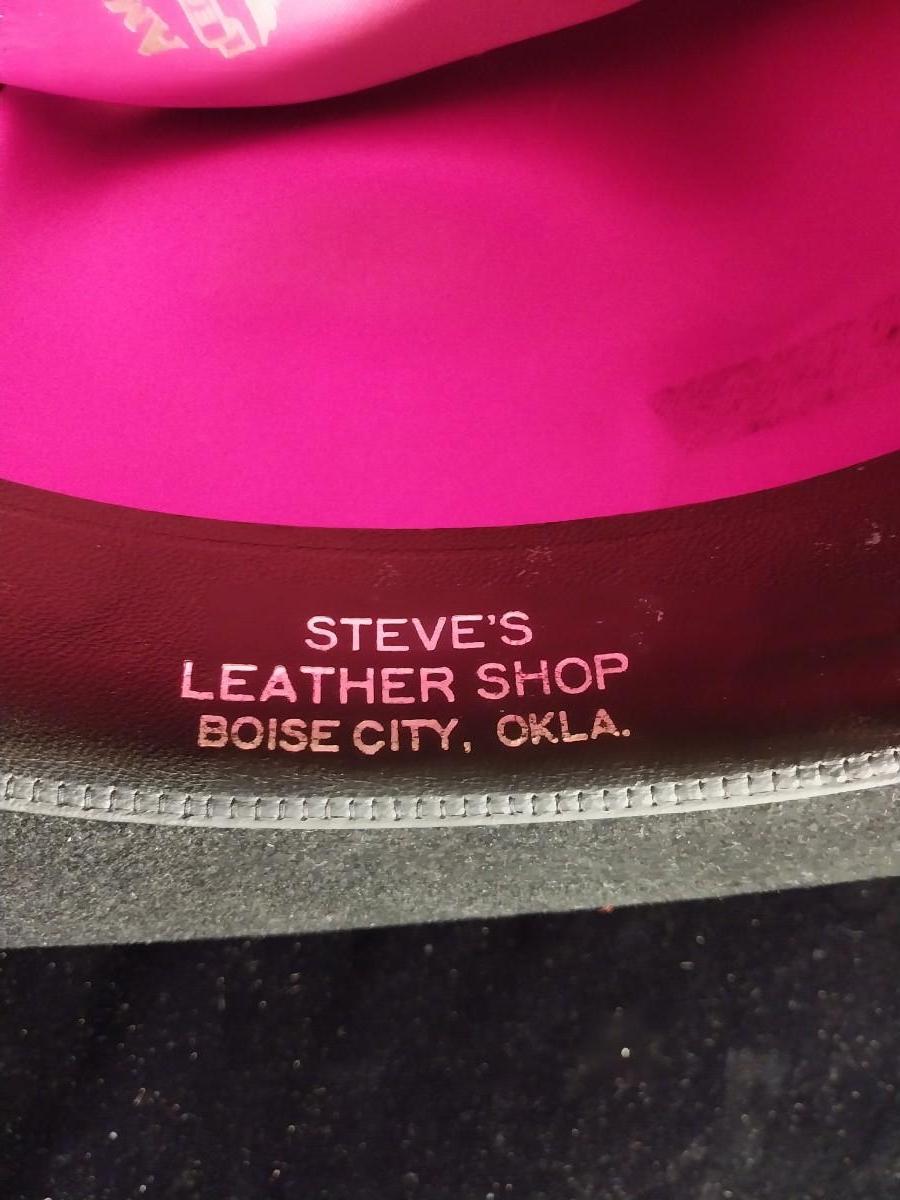 STEVE'S
LEATHER SHOP
BOISE CITY, OKLA.